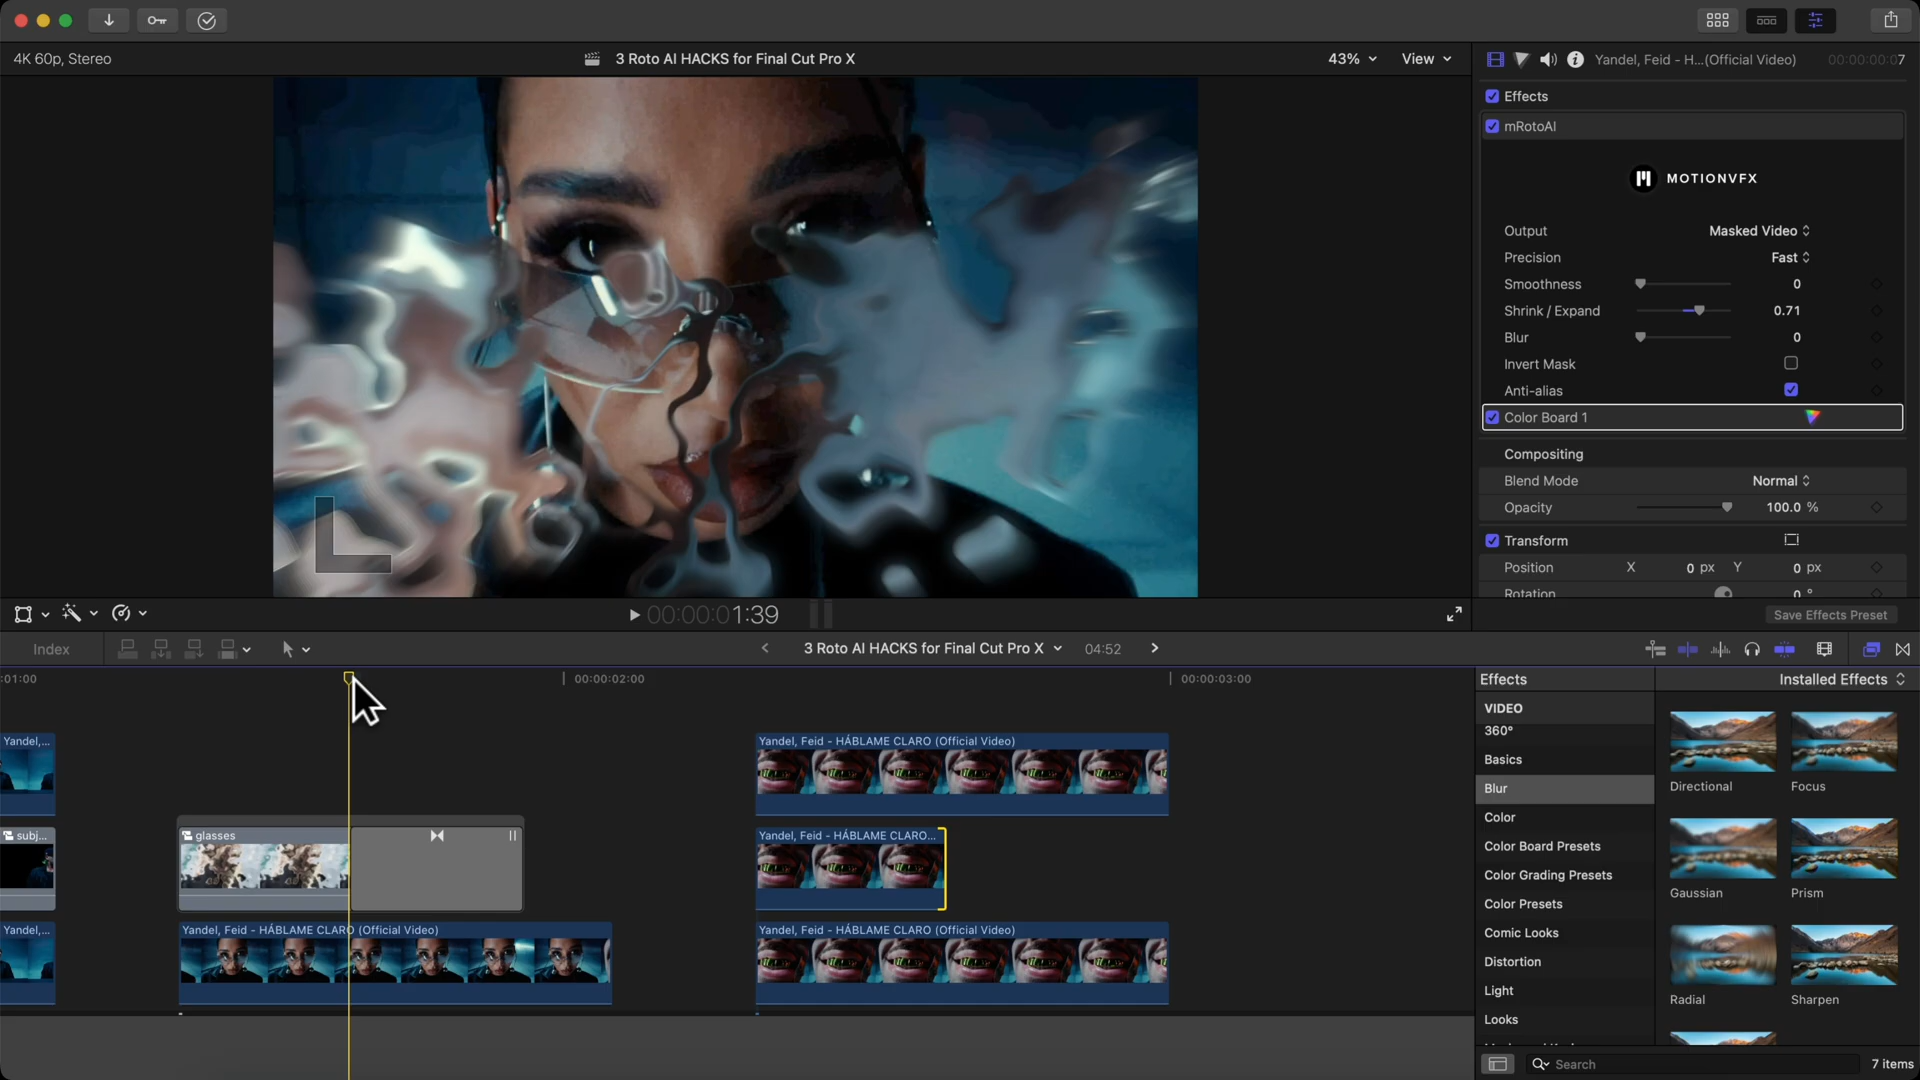 4K 60p, Stereo
3 Roto AI HACKS for Final Cut Pro X
43%
View
Yandel, Feid - H...(Official Video)
00:00:00:07
Effects
mRotoAI
MOTIONVFX
Output Masked Video
Precision Fast
Smoothness 0
Shrink / Expand 0.71
Blur 0
Invert Mask
Anti-alias
Color Board 1
Compositing
Blend Mode Normal
Opacity 100.0 %
Transform
Position X 0 px Y 0 px
Rotation 0 °
Save Effects Preset
00:00:01:39
Index
3 Roto AI HACKS for Final Cut Pro X
04:52
:01:00
00:00:02:00
00:00:03:00
Yandel,...
Yandel, Feid - HÁBLAME CLARO (Official Video)
subj...
glasses
Yandel, Feid - HÁBLAME CLARO...
Yandel,...
Yandel, Feid - HÁBLAME CLARO (Official Video)
Yandel, Feid - HÁBLAME CLARO (Official Video)
Effects
Installed Effects
VIDEO
360°
Basics
Blur
Color
Color Board Presets
Color Grading Presets
Color Presets
Comic Looks
Distortion
Light
Looks
Directional
Focus
Gaussian
Prism
Radial
Sharpen
Search
7 items